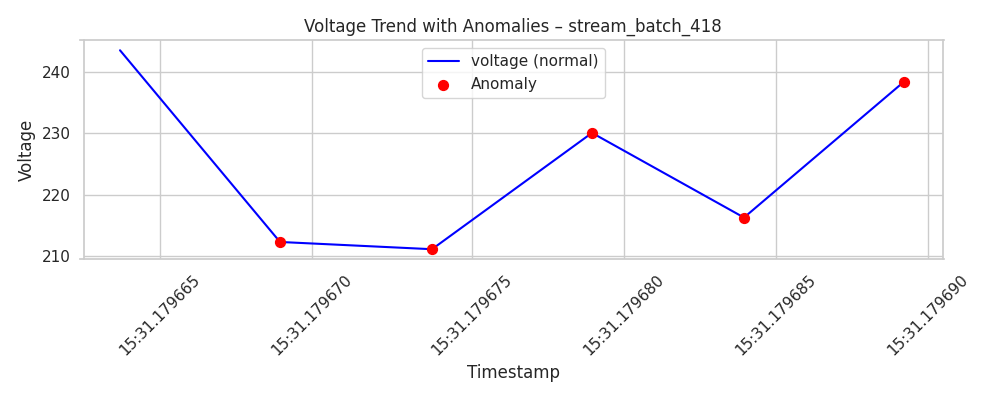 Voltage Trend with Anomalies – stream_batch_418
voltage (normal)
Anomaly
Voltage
240
230
220
210
15:31.179665
15:31.179670
15:31.179675
15:31.179680
15:31.179685
15:31.179690
Timestamp